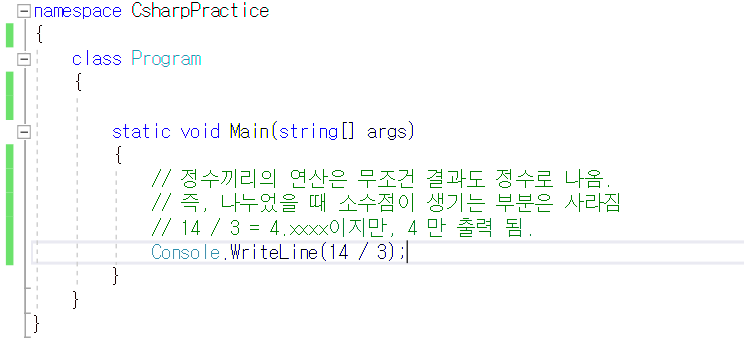 namespace CsharpPractice
{
class Program
{
static void Main(string[] args)
{
// 정수끼리의 연산은 무조건 결과도 정수로 나옴.
// 즉, 나누었을 때 소수점이 생기는 부분은 사라짐
// 14 / 3 = 4.xxxx이지만, 4 만 출력 됨.
Console.WriteLine(14 / 3);
}
}
}